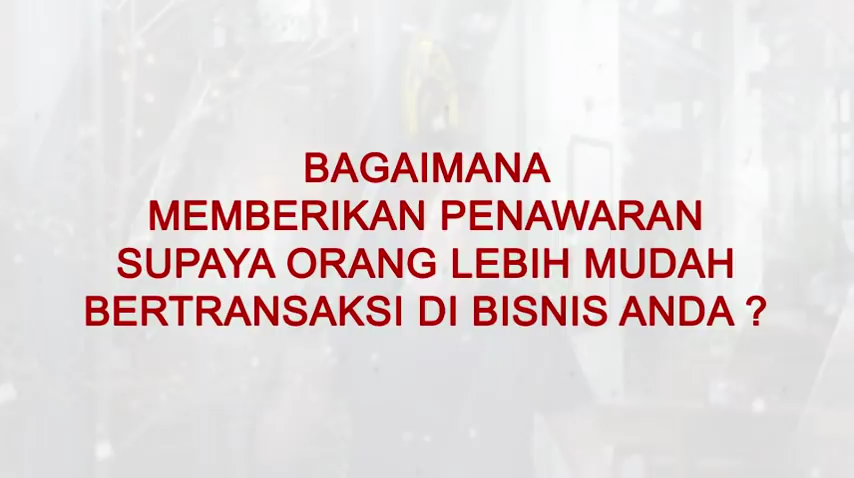 BAGAIMANA
MEMBERIKAN PENAWARAN
SUPAYA ORANG LEBIH MUDAH
BERTRANSAKSI DI BISNIS ANDA ?